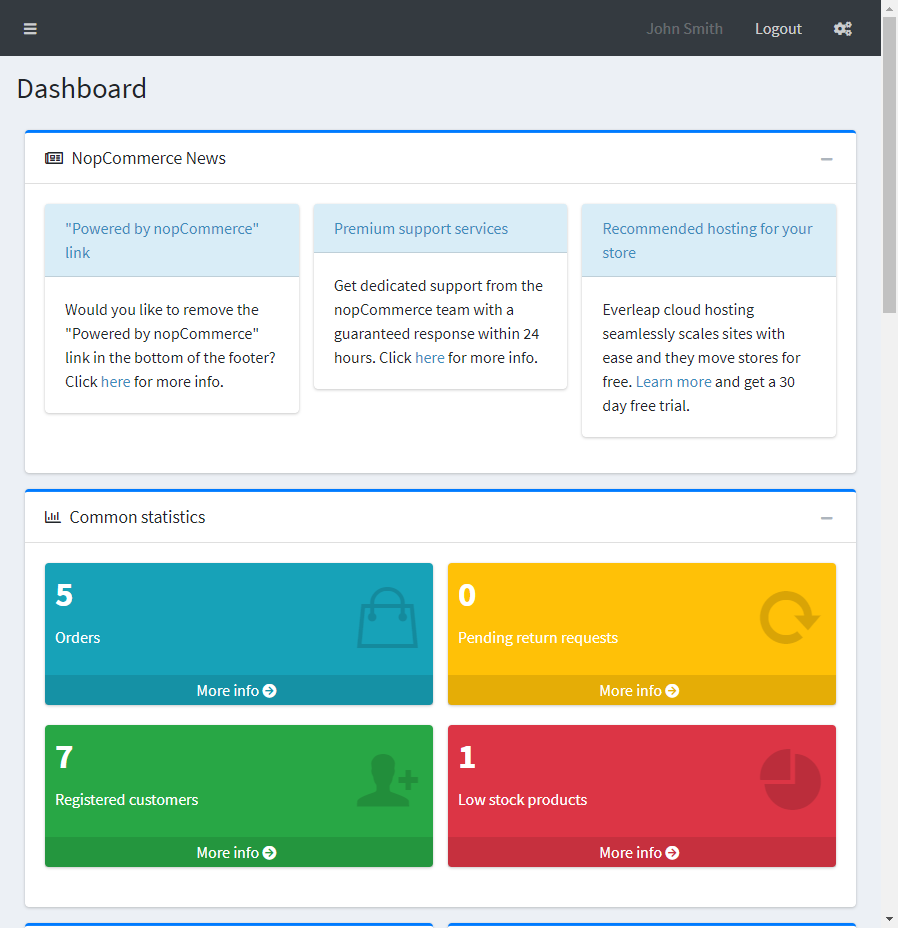 John Smith Logout
Dashboard
NopCommerce News
"Powered by nopCommerce"
link
Would you like to remove the
"Powered by nopCommerce"
link in the bottom of the footer?
Click here for more info.
Premium support services
Get dedicated support from the
nopCommerce team with a
guaranteed response within 24
hours. Click here for more info.
Recommended hosting for your
store
Everleap cloud hosting
seamlessly scales sites with
ease and they move stores for
free. Learn more and get a 30
day free trial.
Common statistics
5
Orders
More info
0
Pending return requests
More info
7
Registered customers
More info
1
Low stock products
More info